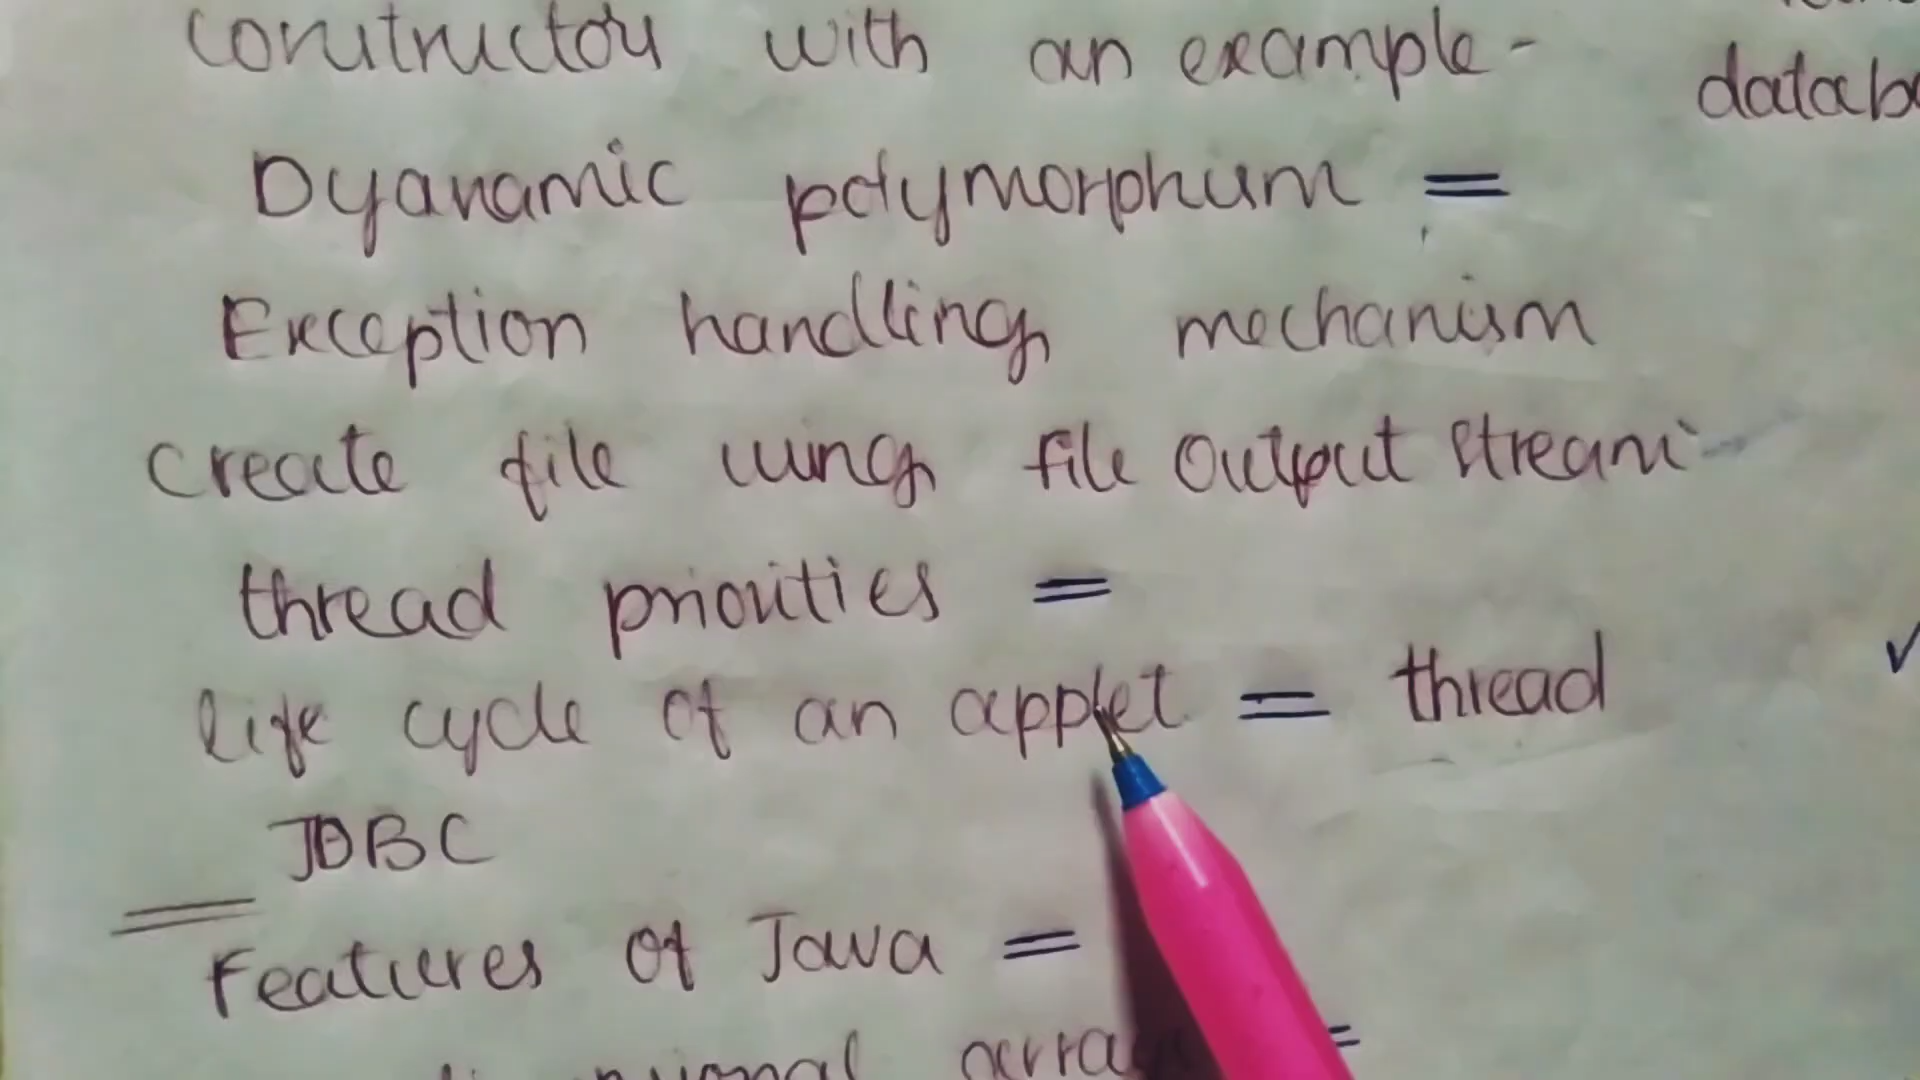 constructor with an example -
databa
Dyanamic polymorphism =
Exception handling mechanism
create file using file Output Stream
thread priorities =
life cycle of an applet = thread
JDBC
Features of Java =